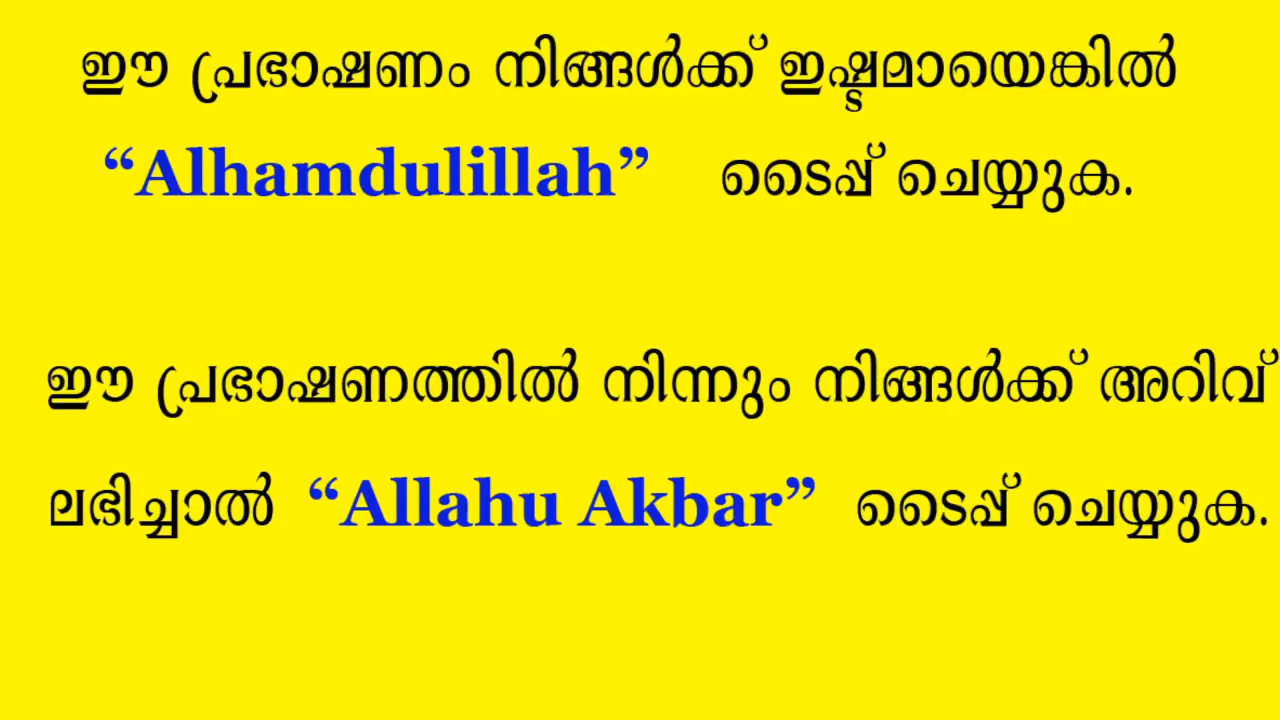 ഈ പ്രഭാഷണം നിങ്ങൾക്ക് ഇഷ്ടമായെങ്കിൽ
“Alhamdulillah” ടൈപ്പ് ചെയ്യുക.
ഈ പ്രഭാഷണത്തിൽ നിന്നും നിങ്ങൾക്ക് അറിവ്
ലഭിച്ചാൽ “Allahu Akbar” ടൈപ്പ് ചെയ്യുക.